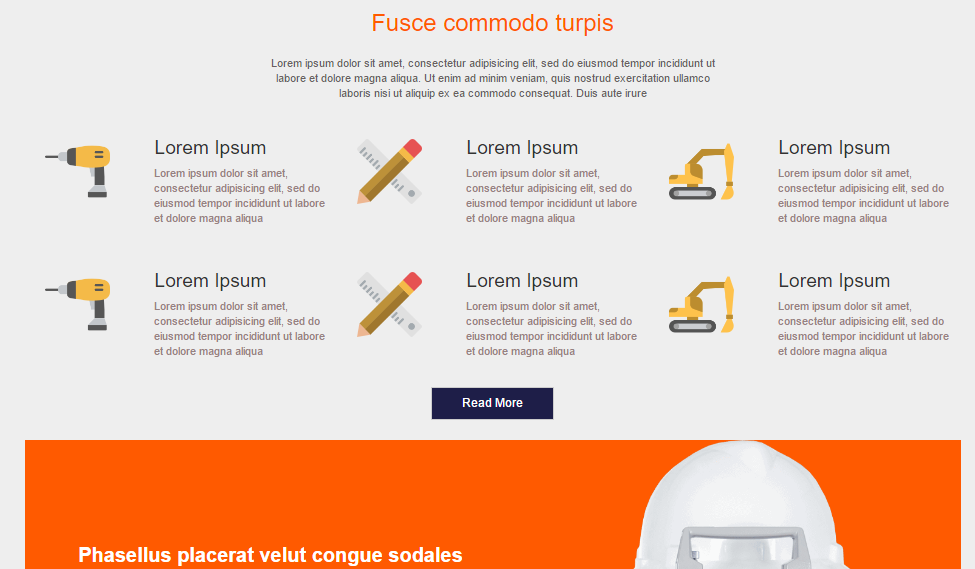 Fusce commodo turpis
Lorem ipsum dolor sit amet, consectetur adipisicing elit, sed do eiusmod tempor incididunt ut
labore et dolore magna aliqua. Ut enim ad minim veniam, quis nostrud exercitation ullamco
laboris nisi ut aliquip ex ea commodo consequat. Duis aute irure
Lorem Ipsum
Lorem ipsum dolor sit amet,
consectetur adipisicing elit, sed do
eiusmod tempor incididunt ut labore
et dolore magna aliqua
Lorem Ipsum
Lorem ipsum dolor sit amet,
consectetur adipisicing elit, sed do
eiusmod tempor incididunt ut labore
et dolore magna aliqua
Lorem Ipsum
Lorem ipsum dolor sit amet,
consectetur adipisicing elit, sed do
eiusmod tempor incididunt ut labore
et dolore magna aliqua
Lorem Ipsum
Lorem ipsum dolor sit amet,
consectetur adipisicing elit, sed do
eiusmod tempor incididunt ut labore
et dolore magna aliqua
Lorem Ipsum
Lorem ipsum dolor sit amet,
consectetur adipisicing elit, sed do
eiusmod tempor incididunt ut labore
et dolore magna aliqua
Lorem Ipsum
Lorem ipsum dolor sit amet,
consectetur adipisicing elit, sed do
eiusmod tempor incididunt ut labore
et dolore magna aliqua
Read More
Phasellus placerat velut congue sodales